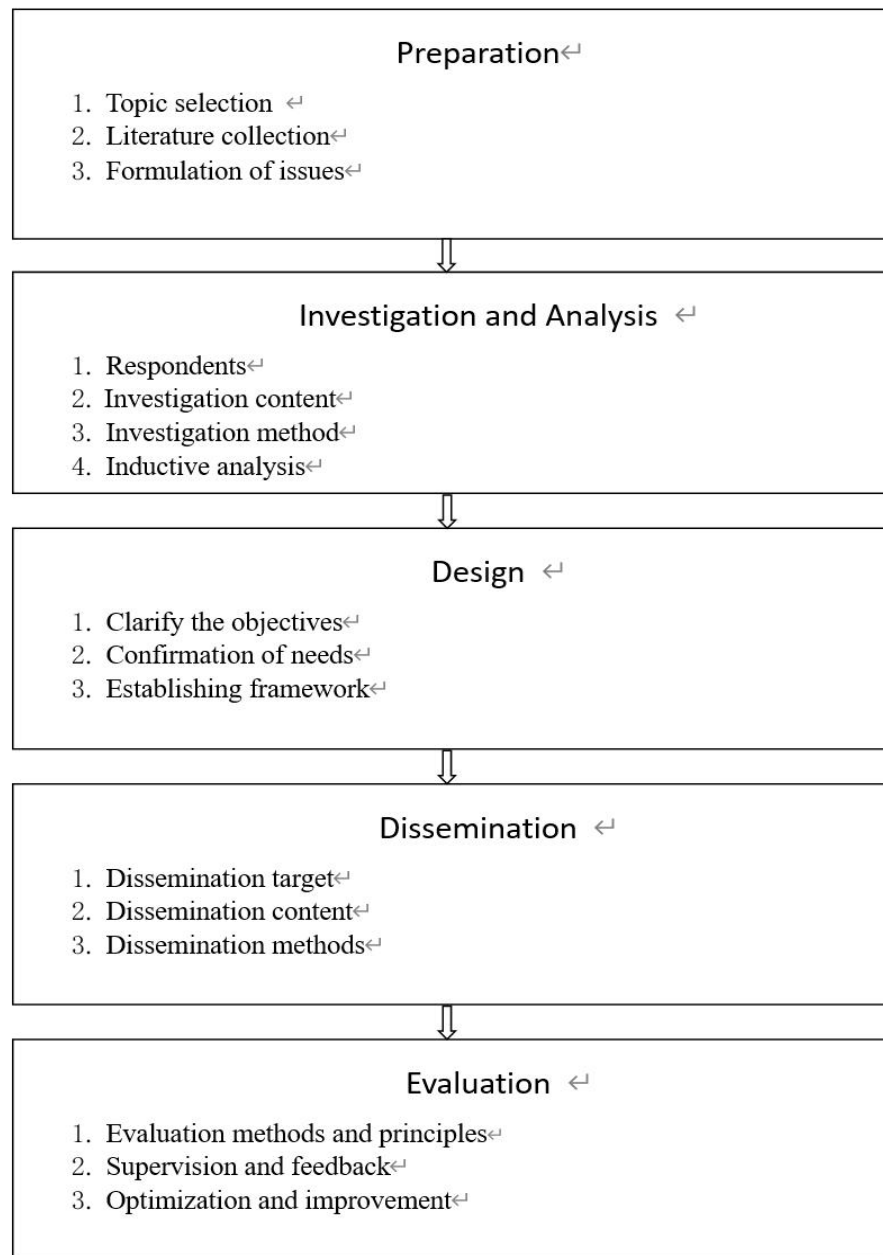 Preparation
1. Topic selection
2. Literature collection
3. Formulation of issues
Investigation and Analysis
1. Respondents
2. Investigation content
3. Investigation method
4. Inductive analysis
Design
1. Clarify the objectives
2. Confirmation of needs
3. Establishing framework
Dissemination
1. Dissemination target
2. Dissemination content
3. Dissemination methods
Evaluation
1. Evaluation methods and principles
2. Supervision and feedback
3. Optimization and improvement